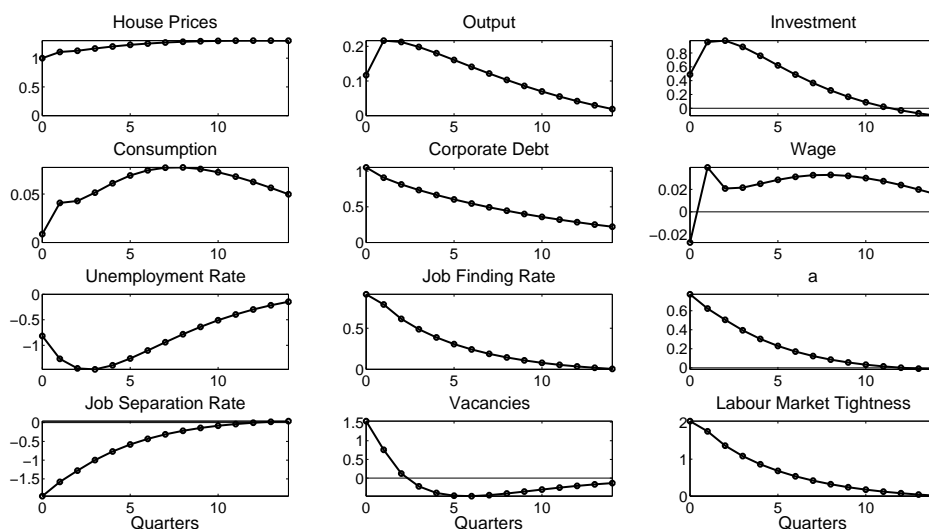 House Prices
Output
Investment
1
0.5
0
0 5 10
0.2
0.1
0
0 5 10
0.8
0.6
0.4
0.2
0
0 5 10
Consumption
Corporate Debt
Wage
0.05
0
0 5 10
1
0.5
0
0 5 10
0.02
0
−0.02
0 5 10
Unemployment Rate
Job Finding Rate
a
0
−0.5
−1
0 5 10
0.5
0
0 5 10
0.6
0.4
0.2
0
0 5 10
Job Separation Rate
Vacancies
Labour Market Tightness
0
−0.5
−1
−1.5
0 5 10
Quarters
1.5
1
0.5
0
0 5 10
Quarters
2
1
0
0 5 10
Quarters